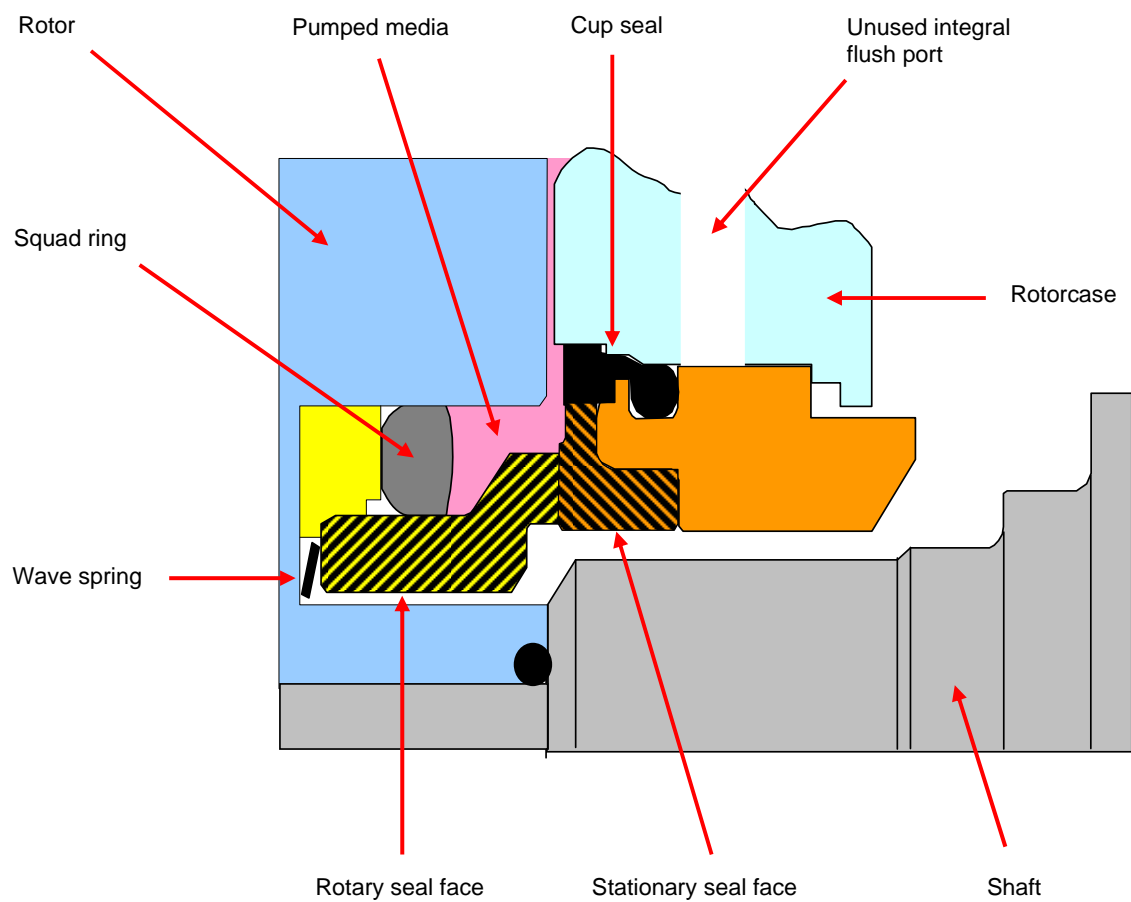 Rotor
Pumped media
Cup seal
Unused integral
flush port
Squad ring
Rotorcase
Wave spring
Rotary seal face
Stationary seal face
Shaft